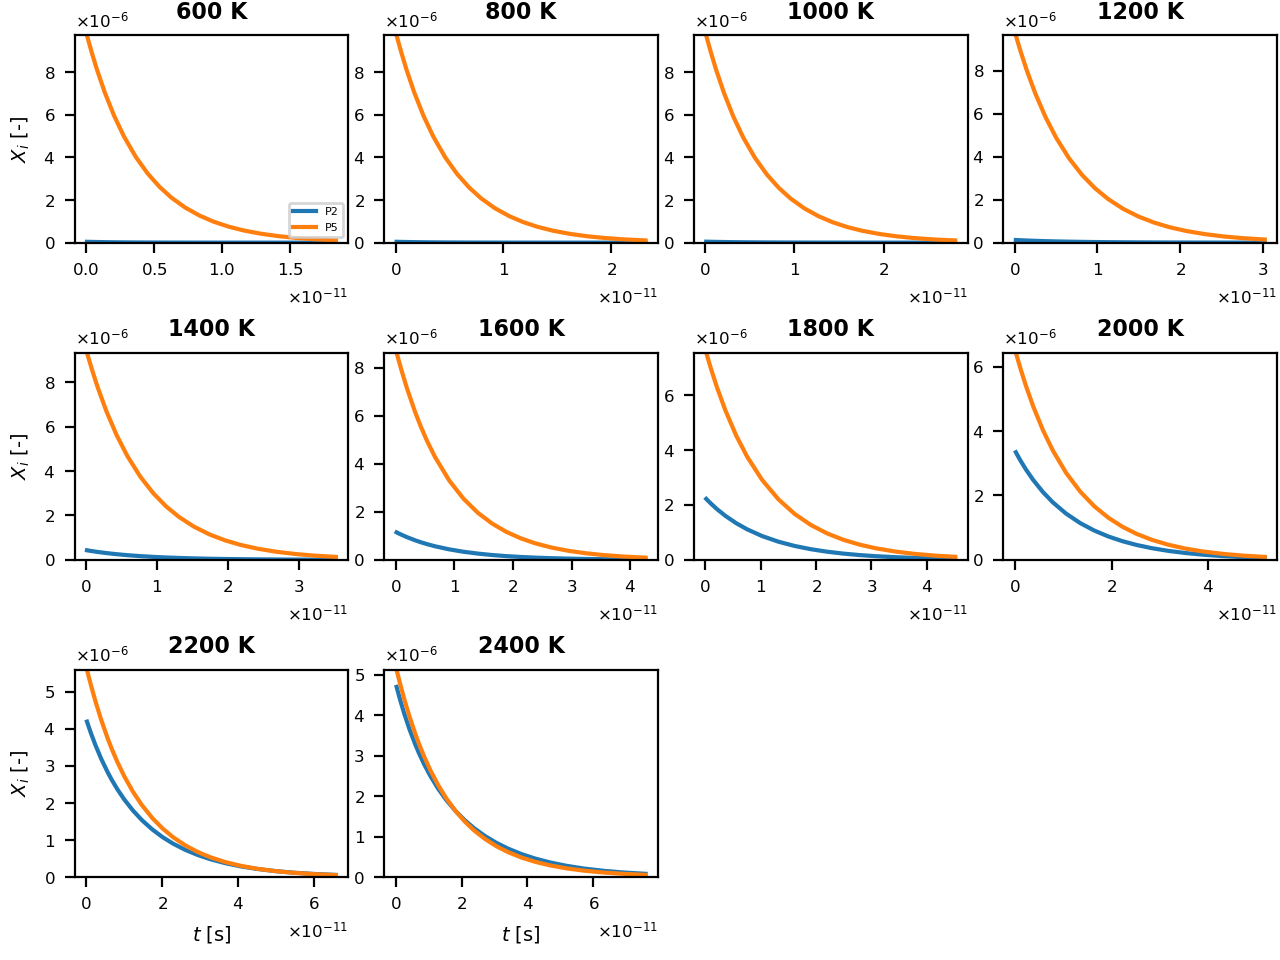 600 K 800 K 1000 K 1200 K
×10⁻⁶ ×10⁻⁶ ×10⁻⁶ ×10⁻⁶
8 8 8 8
6 6 6 6
Xᵢ [-]
4 4 4 4
2 2 2 2
P2
P5
0 0 0 0
0.0 0.5 1.0 1.5 0 1 2 0 1 2 0 1 2 3
×10⁻¹¹ ×10⁻¹¹ ×10⁻¹¹ ×10⁻¹¹
1400 K 1600 K 1800 K 2000 K
×10⁻⁶ ×10⁻⁶ ×10⁻⁶ ×10⁻⁶
8 8 6 6
6 6 4 4
Xᵢ [-]
4 4 2 2
2 2
0 0 0 0
0 1 2 3 0 1 2 3 4 0 1 2 3 4 0 2 4
×10⁻¹¹ ×10⁻¹¹ ×10⁻¹¹ ×10⁻¹¹
2200 K 2400 K
×10⁻⁶ ×10⁻⁶
5 5
4 4
3 3
Xᵢ [-]
2 2
1 1
0 0
0 2 4 6 0 2 4 6
×10⁻¹¹ ×10⁻¹¹
t [s] t [s]